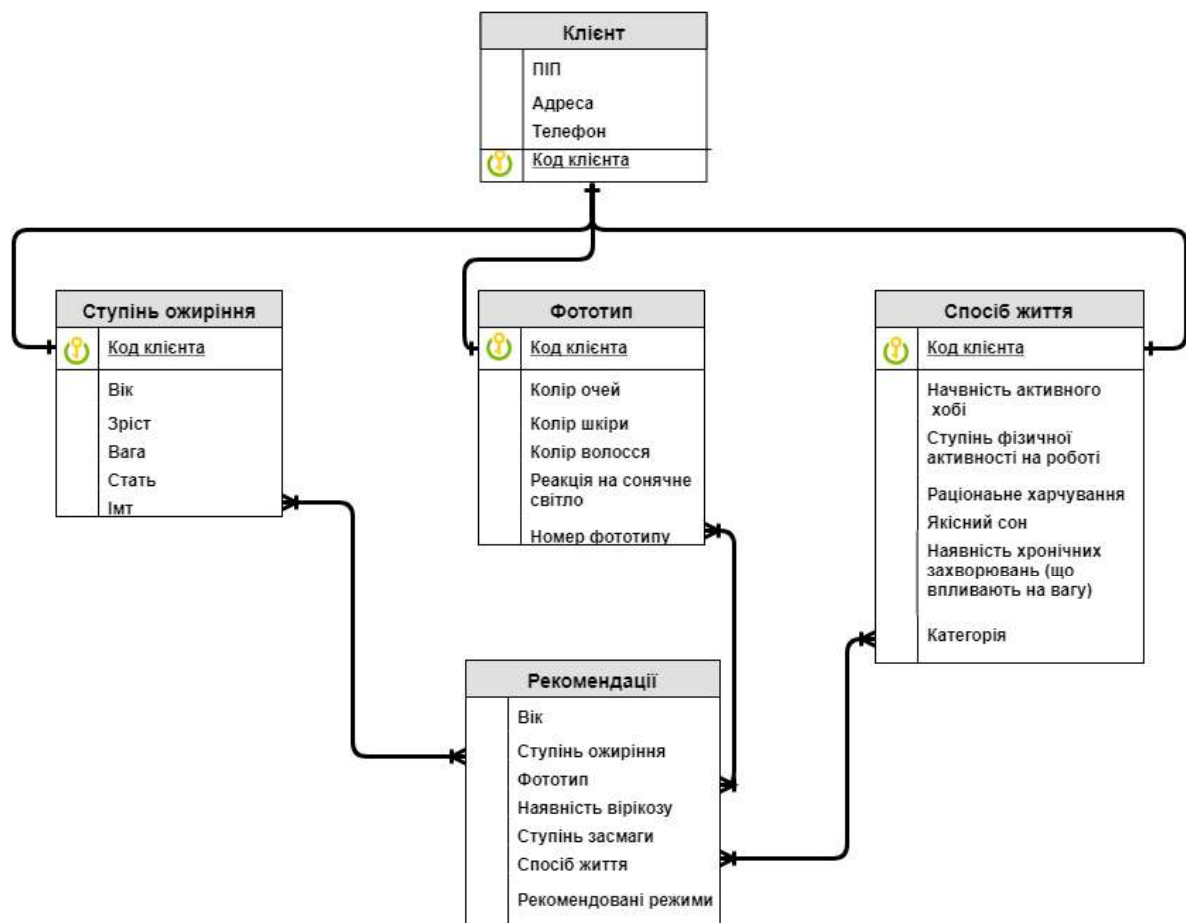 Клієнт
ПІП
Адреса
Телефон
Код клієнта
Ступінь ожиріння
Код клієнта
Вік
Зріст
Вага
Стать
Імт
Фототип
Код клієнта
Колір очей
Колір шкіри
Колір волосся
Реакція на сонячне
світло
Номер фототипу
Спосіб життя
Код клієнта
Начвність активного
хобі
Ступінь фізичної
активності на роботі
Раціонаьне харчування
Якісний сон
Наявність хронічних
захворювань (що
впливають на вагу)
Категорія
Рекомендації
Вік
Ступінь ожиріння
Фототип
Наявність вірікозу
Ступінь засмаги
Спосіб життя
Рекомендовані режими